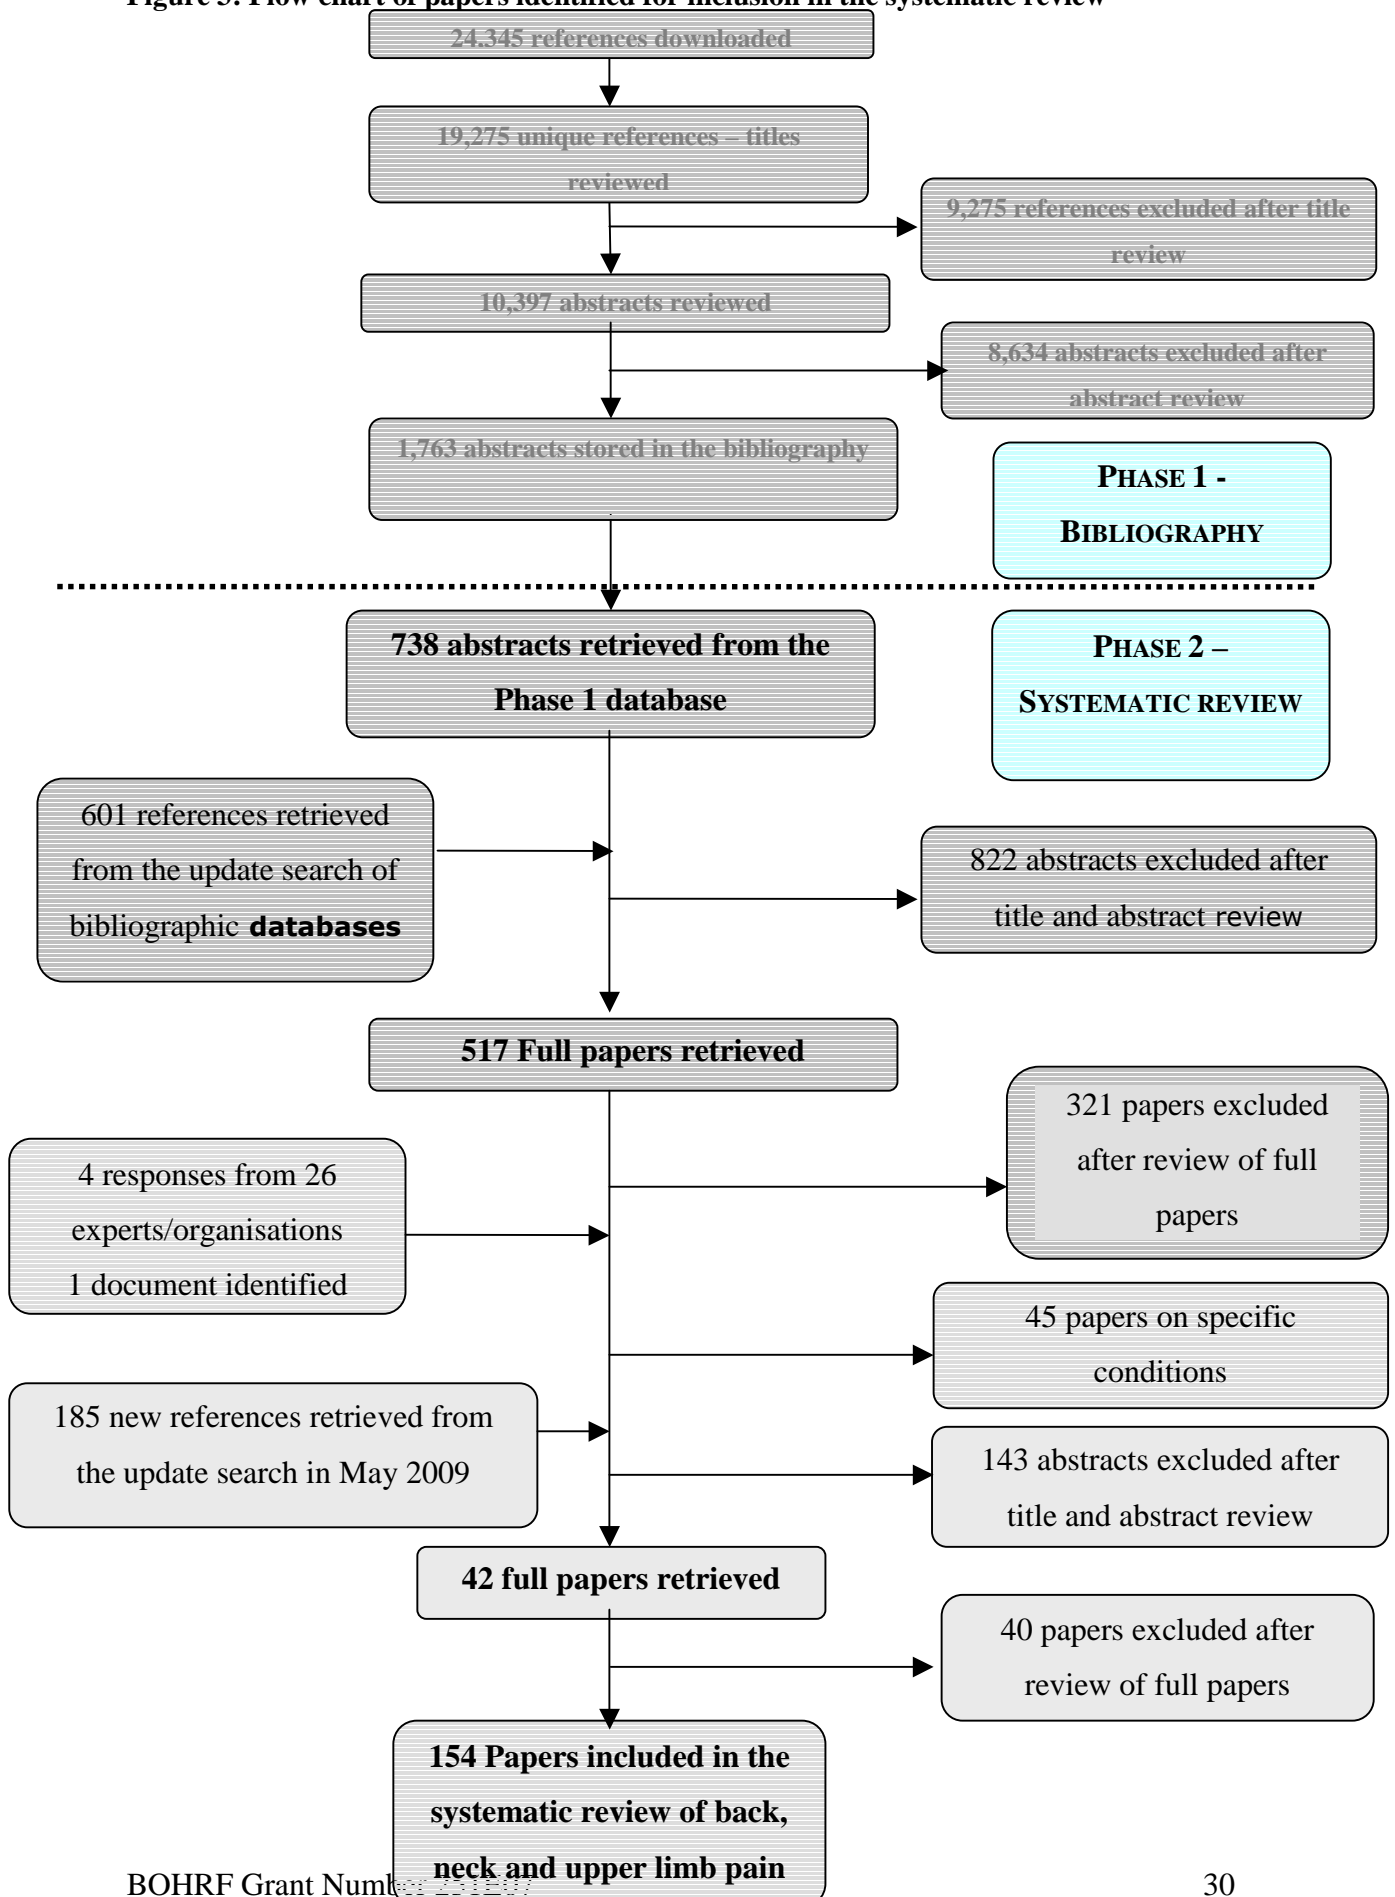 Figure 3: Flow chart of papers identified for inclusion in the systematic review
24,345 references downloaded
19,275 unique references – titles
reviewed
9,275 references excluded after title
review
10,397 abstracts reviewed
8,634 abstracts excluded after
abstract review
1,763 abstracts stored in the bibliography
PHASE 1 -
BIBLIOGRAPHY
738 abstracts retrieved from the
Phase 1 database
PHASE 2 –
SYSTEMATIC REVIEW
601 references retrieved
from the update search of
bibliographic databases
822 abstracts excluded after
title and abstract review
517 Full papers retrieved
321 papers excluded
after review of full
papers
4 responses from 26
experts/organisations
1 document identified
45 papers on specific
conditions
185 new references retrieved from
the update search in May 2009
143 abstracts excluded after
title and abstract review
42 full papers retrieved
40 papers excluded after
review of full papers
154 Papers included in the
systematic review of back,
neck and upper limb pain
BOHRF Grant Number
30